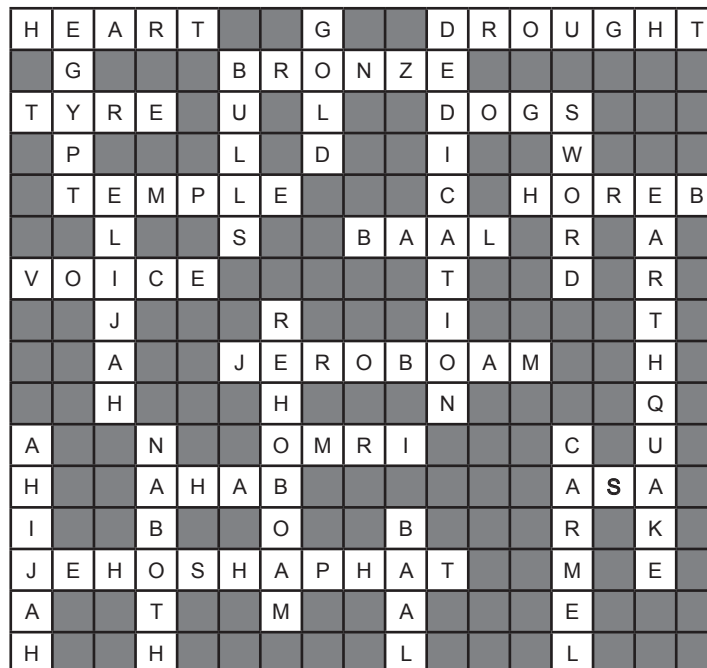 H E A R T G D R O U G H T
G B R O N Z E
T Y R E U L D O G S
P L D I W
T E M P L E C H O R E B
L S B A A L R A
V O I C E T D R
J R I T
A J E R O B O A M H
H H N Q
A N O M R I C U
H A H A B A S A
I B O B R K
J E H O S H A P H A T M E
A T M A E
H H L L